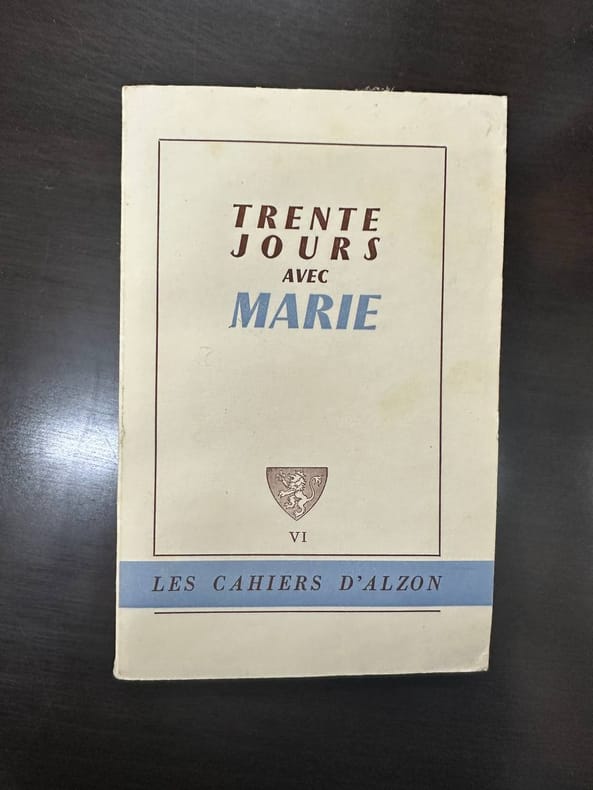 TRENTE
JOURS
AVEC
MARIE
VI
LES CAHIERS D'ALZON